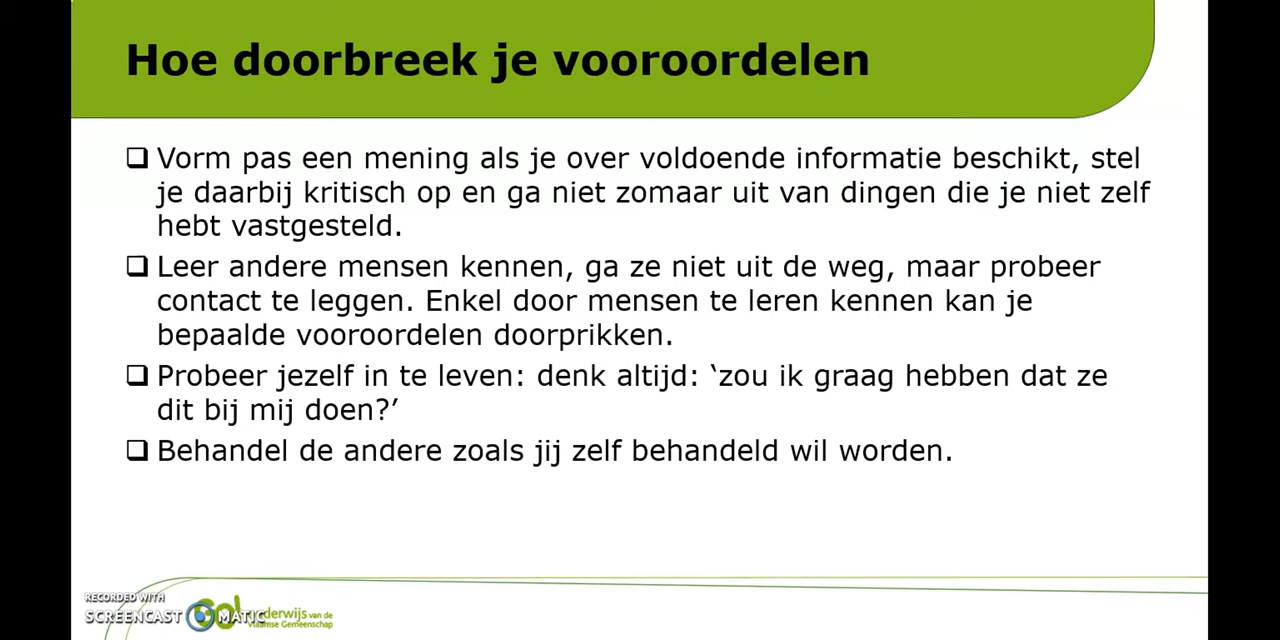 Hoe doorbreek je vooroordelen
Vorm pas een mening als je over voldoende informatie beschikt, stel
je daarbij kritisch op en ga niet zomaar uit van dingen die je niet zelf
hebt vastgesteld.
Leer andere mensen kennen, ga ze niet uit de weg, maar probeer
contact te leggen. Enkel door mensen te leren kennen kan je
bepaalde vooroordelen doorprikken.
Probeer jezelf in te leven: denk altijd: ‘zou ik graag hebben dat ze
dit bij mij doen?’
Behandel de andere zoals jij zelf behandeld wil worden.
RECORDED WITH
SCREENCAST MATIC
van de
Vlaamse Gemeenschap